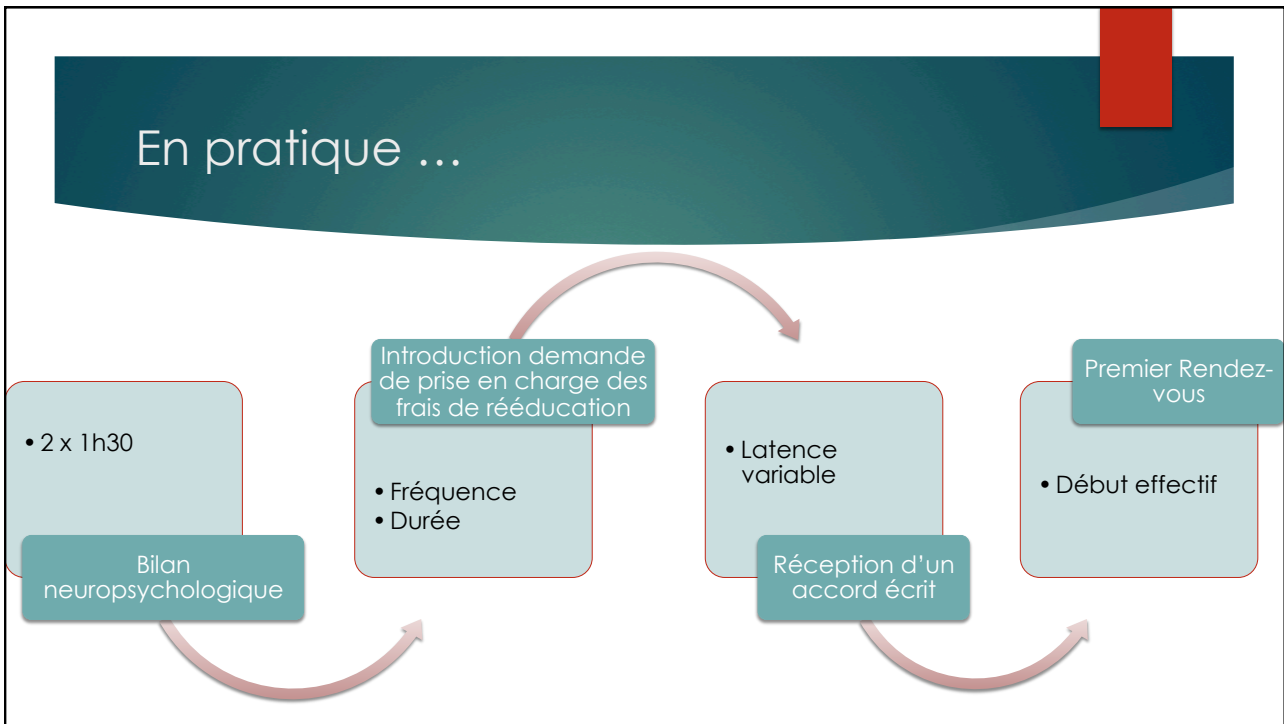 En pratique …
• 2 x 1h30
Bilan
neuropsychologique
Introduction demande
de prise en charge des
frais de rééducation
• Fréquence
• Durée
• Latence
variable
Réception d’un
accord écrit
Premier Rendez-
vous
• Début effectif